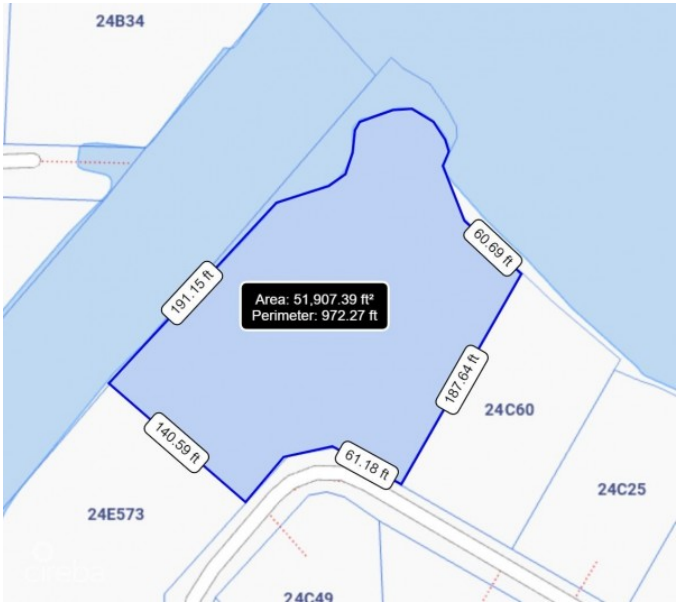 24B34
60.69 ft
191.15 ft
Area: 51,907.39 ft²
Perimeter: 972.27 ft
187.64 ft
24C60
140.59 ft
61.18 ft
24C25
24E573
cireba
24C49